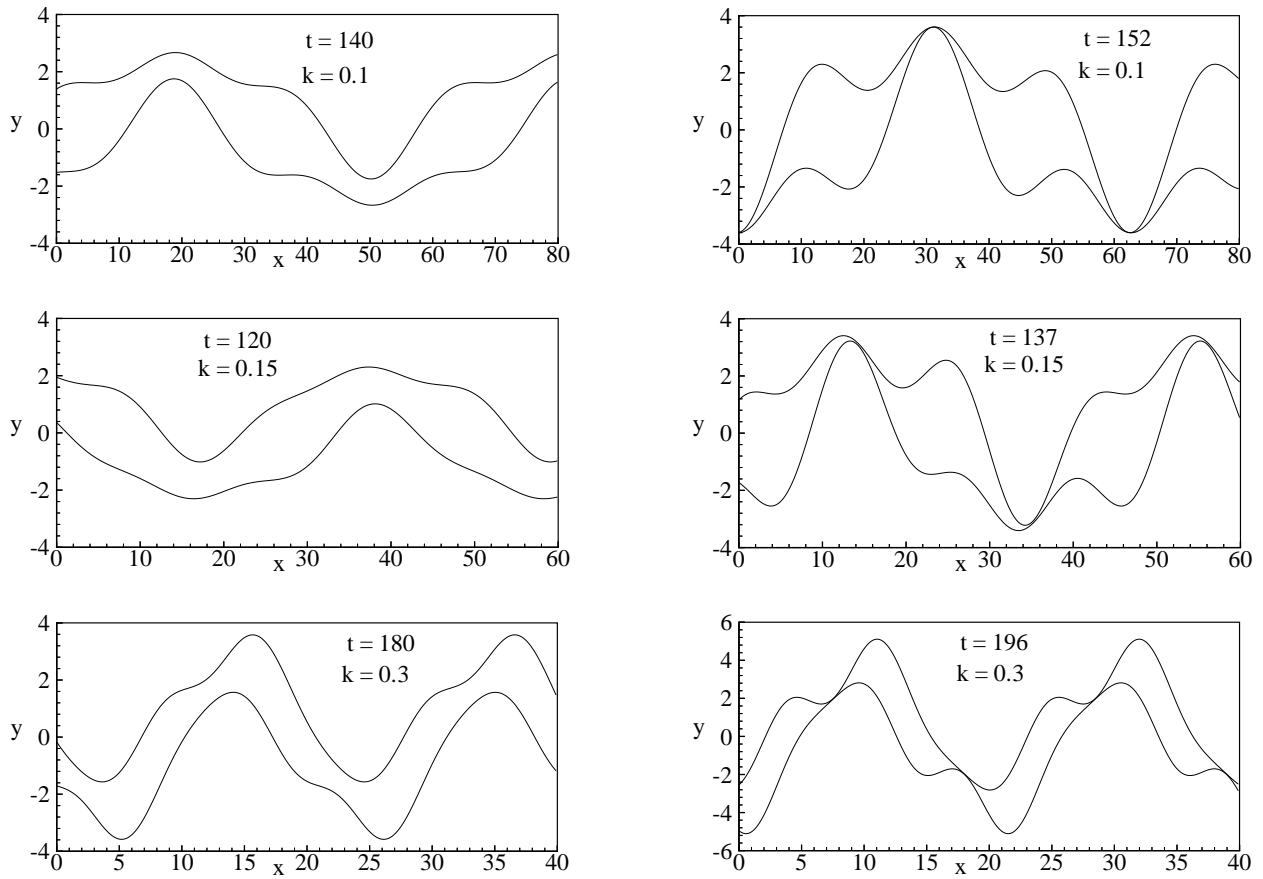 4
2
y
0
-2
-4
t = 140
k = 0.1
0 10 20 30 40 50 60 70 80
x
4
2
y
0
-2
-4
t = 152
k = 0.1
0 10 20 30 40 50 60 70 80
x
4
2
y
0
-2
-4
t = 120
k = 0.15
0 10 20 30 40 50 60
x
4
2
y
0
-2
-4
t = 137
k = 0.15
0 10 20 30 40 50 60
x
4
2
y
0
-2
-4
t = 180
k = 0.3
0 5 10 15 20 25 30 35 40
x
6
4
2
y
0
-2
-4
-6
t = 196
k = 0.3
0 5 10 15 20 25 30 35 40
x